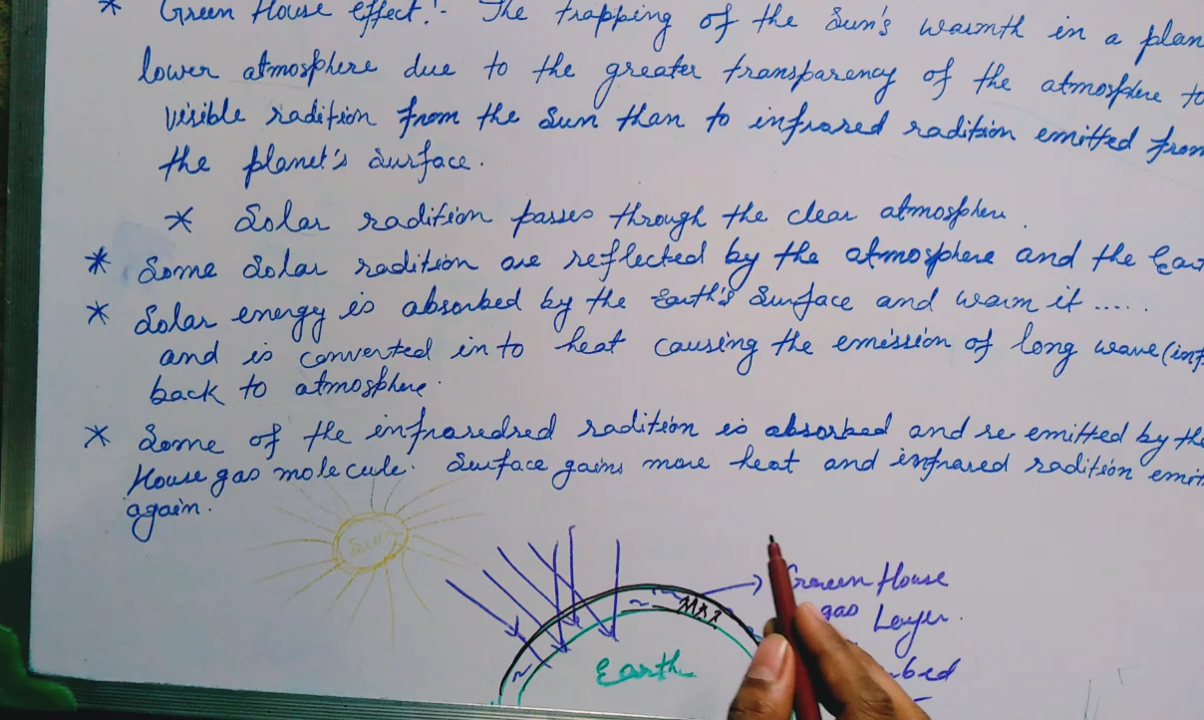 * Green House effect:- The trapping of the Sun's warmth in a plan
lower atmosphere due to the greater transparency of the atmosphere to
visible radition from the Sun than to infrared radition emitted from
the planet's surface.
* Solar radition passes through the clear atmosphere.
* Some Solar radition are reflected by the atmosphere and the Eart
* Solar energy is absorbed by the Earth's Surface and warm it .....
and is converted in to heat causing the emission of long wave (inf
back to atmosphere.
* Some of the infraredred radition is absorbed and re emitted by the
House gas molecule. Surface gains more heat and infrared radition emit
again.
Sun
Green House
gas Layer.
bed
Earth